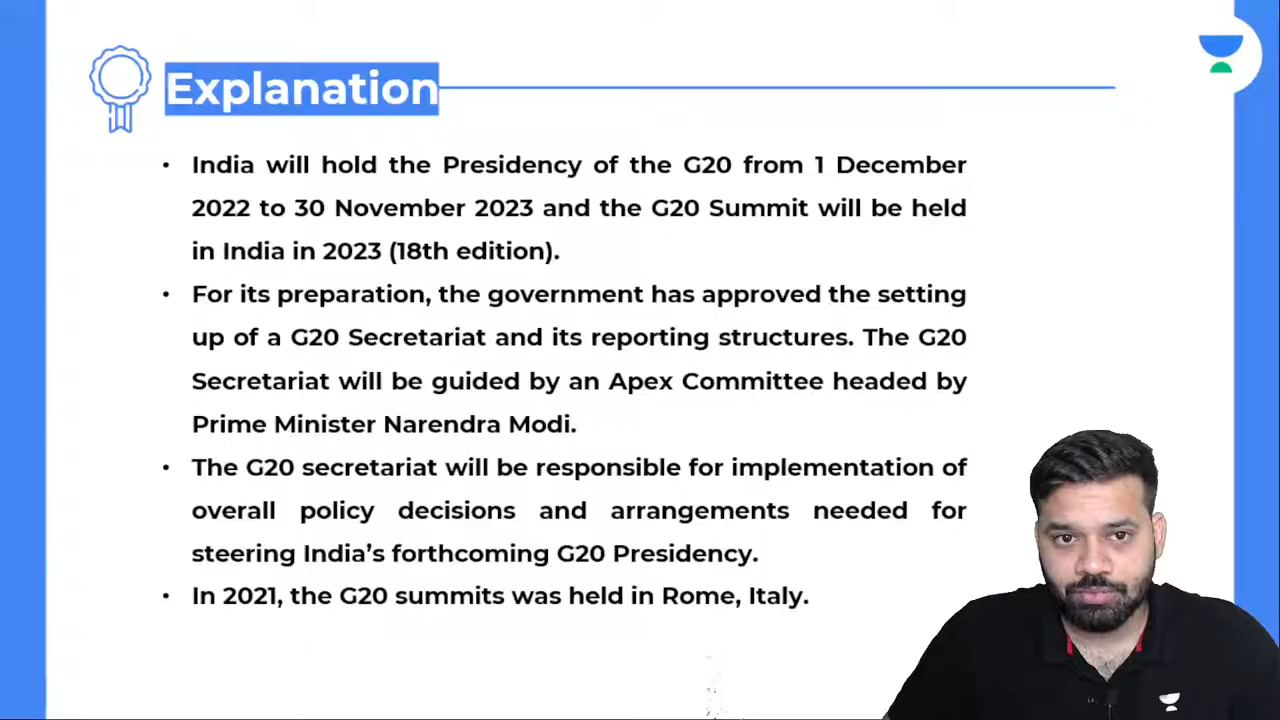 Explanation
• India will hold the Presidency of the G20 from 1 December
2022 to 30 November 2023 and the G20 Summit will be held
in India in 2023 (18th edition).
• For its preparation, the government has approved the setting
up of a G20 Secretariat and its reporting structures. The G20
Secretariat will be guided by an Apex Committee headed by
Prime Minister Narendra Modi.
• The G20 secretariat will be responsible for implementation of
overall policy decisions and arrangements needed for
steering India’s forthcoming G20 Presidency.
• In 2021, the G20 summits was held in Rome, Italy.